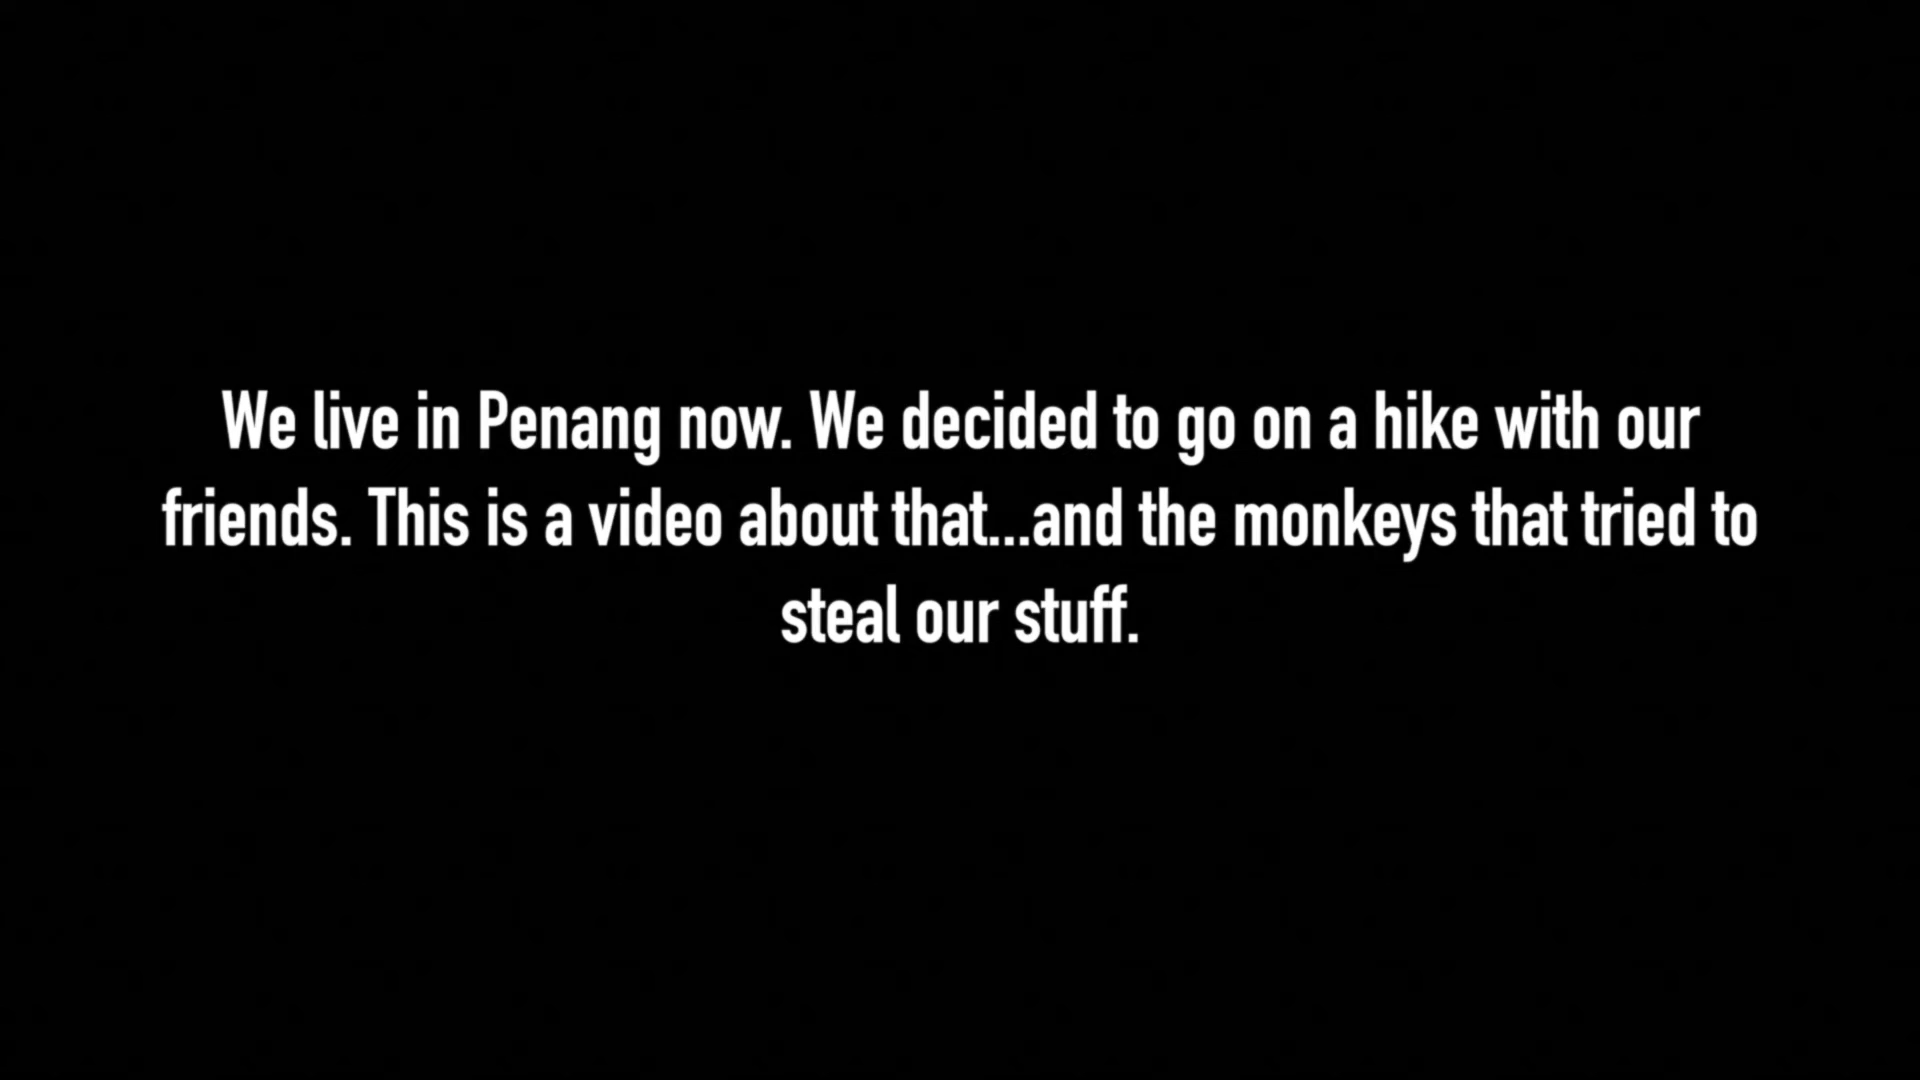 We live in Penang now. We decided to go on a hike with our
friends. This is a video about that...and the monkeys that tried to
steal our stuff.